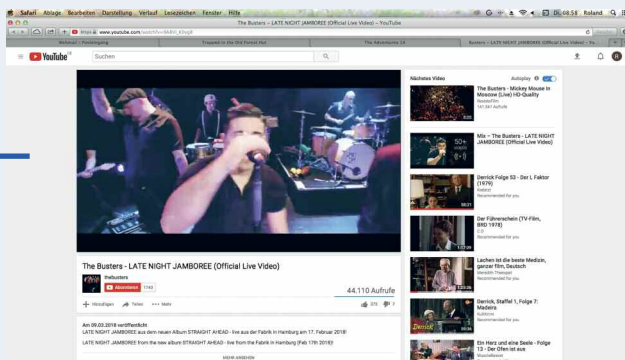 Safari Ablage Bearbeiten Darstellung Verlauf Lesezeichen Fenster Hilfe
Di 08:58 Roland
The Busters - LATE NIGHT JAMBOREE (Official Live Video) - YouTube
www.youtube.com
Trapped in the Old Forest Hut
The Adventures 14
Busters - LATE NIGHT JAMBOREE (Official Live Video)
YouTube
Suchen
R
The Busters - LATE NIGHT JAMBOREE (Official Live Video)
thebusters
Abonnieren
44.110 Aufrufe
Hinzufügen Teilen Mehr
Am 09.03.2018 veröffentlicht
LATE NIGHT JAMBOREE aus dem neuen Album STRAIGHT AHEAD - live aus der Fabrik in Hamburg am 17. Februar 2018!
LATE NIGHT JAMBOREE from the new album STRAIGHT AHEAD - live from the Fabrik in Hamburg (Feb 17th 2018)!
MEHR ANSEHEN
Nächstes Video
Autoplay
The Busters - Mickey Mouse In
Moscow (Live) HD-Quality
Mix – The Busters - LATE NIGHT
JAMBOREE (Official Live Video)
50+
Derrick Folge 53 - Der L Faktor
(1979)
Recommended for you
Der Führerschein (TV-Film,
BRD 1978)
Recommended for you
Lachen ist die beste Medizin,
ganzer film, Deutsch
Recommended for you
Derrick, Staffel 1, Folge 7:
Madeira
Recommended for you
Derrick
Ein Herz und eine Seele - Folge
13 - Der Ofen ist aus